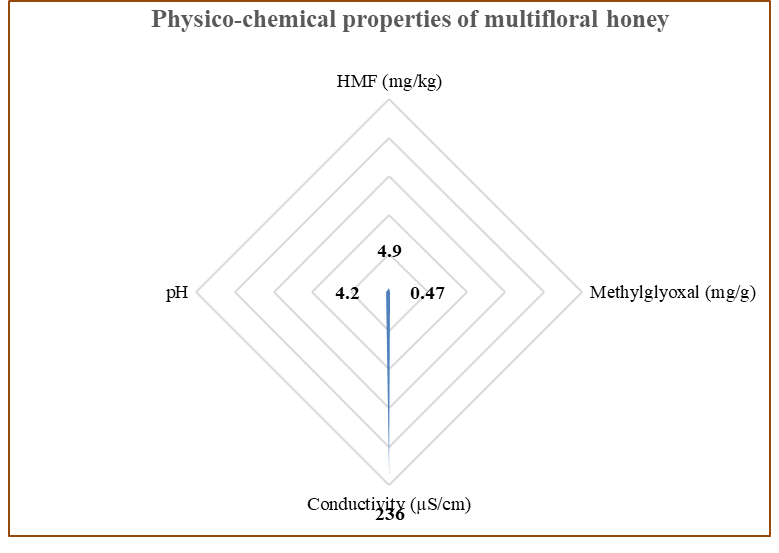 Physico-chemical properties of multifloral honey
HMF (mg/kg)
4.9
pH
4.2
0.47
Methylglyoxal (mg/g)
Conductivity (µS/cm)
236